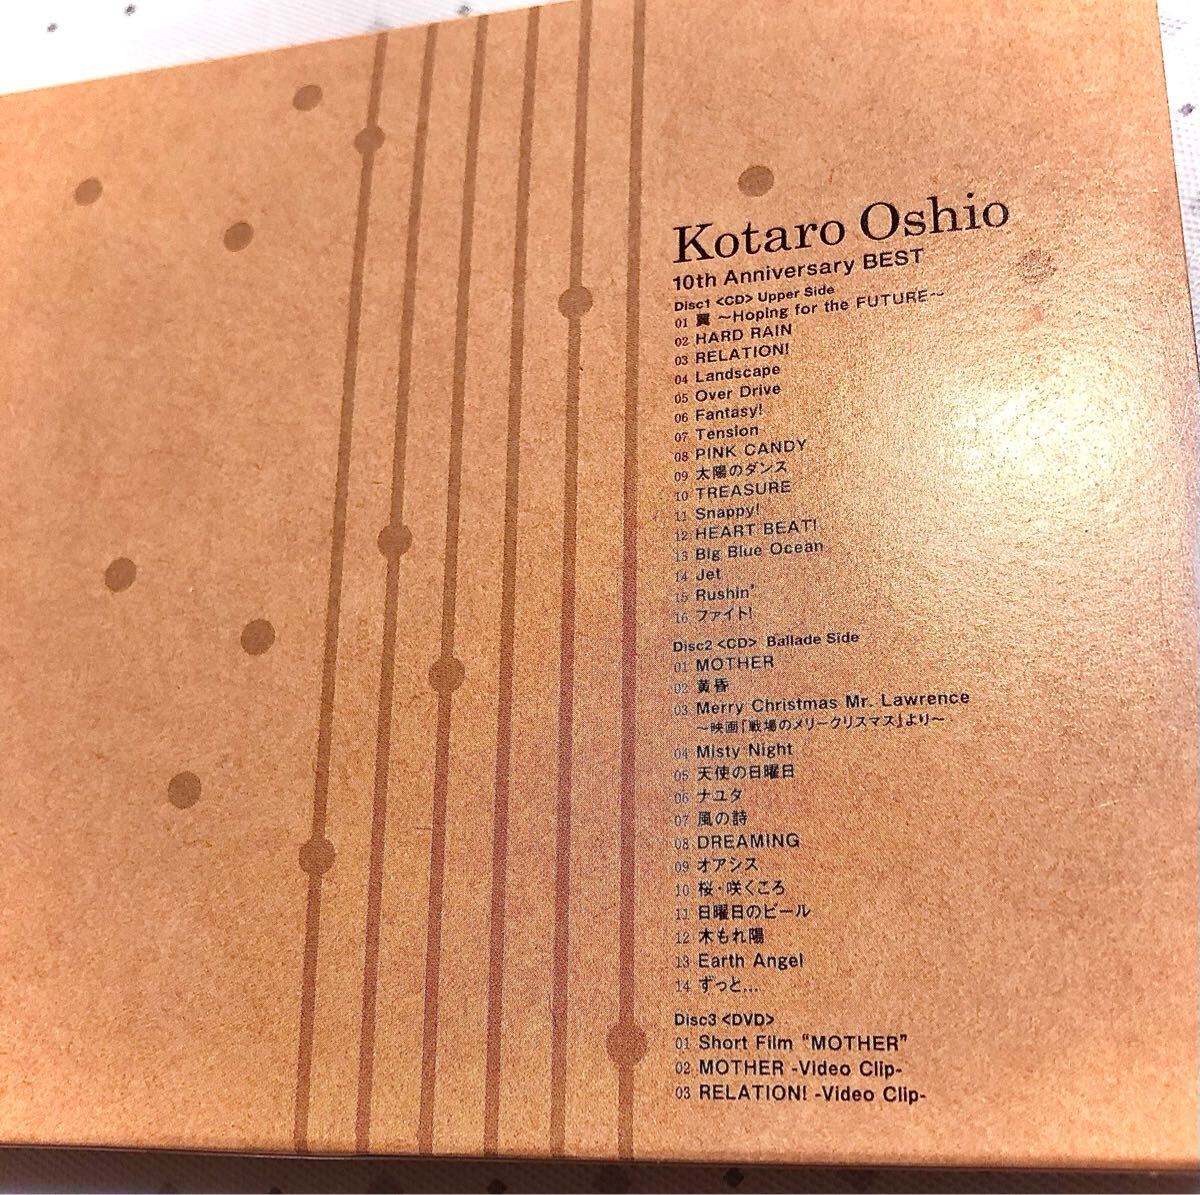 Kotaro Oshio
10th Anniversary BEST
Disc1 <CD> Upper Side
01 翼 ～Hoping for the FUTURE～
02 HARD RAIN
03 RELATION!
04 Landscape
05 Over Drive
06 Fantasy!
07 Tension
08 PINK CANDY
09 太陽のダンス
10 TREASURE
11 Snappy!
12 HEART BEAT!
13 Big Blue Ocean
14 Jet
15 Rushin'
16 ファイト!
Disc2 <CD> Ballade Side
01 MOTHER
02 黄昏
03 Merry Christmas Mr. Lawrence
～映画『戦場のメリークリスマス』より～
04 Misty Night
05 天使の日曜日
06 ナユタ
07 風の詩
08 DREAMING
09 オアシス
10 桜・咲くころ
11 日曜日のビール
12 木もれ陽
13 Earth Angel
14 ずっと...
Disc3 <DVD>
01 Short Film "MOTHER"
02 MOTHER -Video Clip-
03 RELATION! -Video Clip-